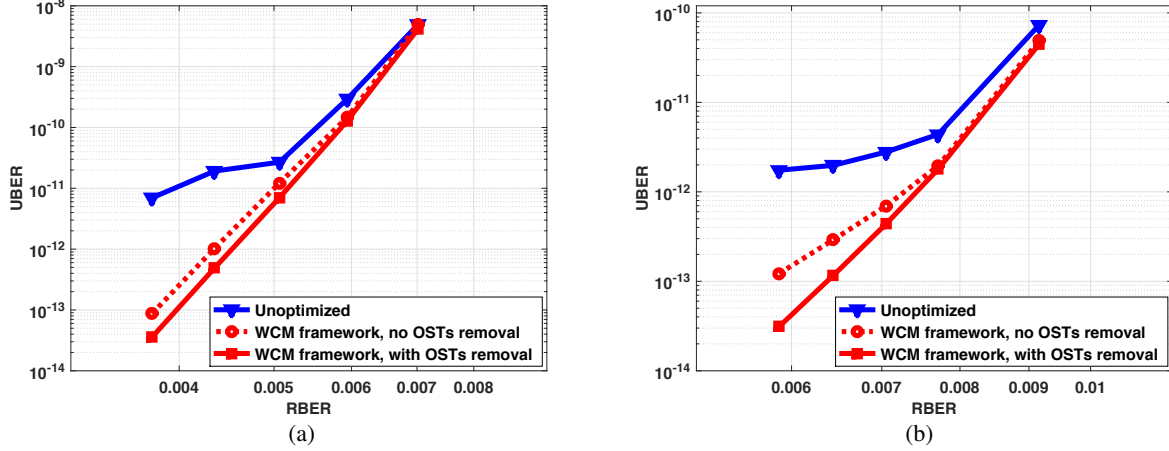 10^-8
10^-9
10^-10
10^-11
10^-12
10^-13
10^-14
UBER
0.004 0.005 0.006 0.007 0.008
RBER
Unoptimized
WCM framework, no OSTs removal
WCM framework, with OSTs removal
(a)
10^-10
10^-11
10^-12
10^-13
10^-14
UBER
0.006 0.007 0.008 0.009 0.01
RBER
Unoptimized
WCM framework, no OSTs removal
WCM framework, with OSTs removal
(b)